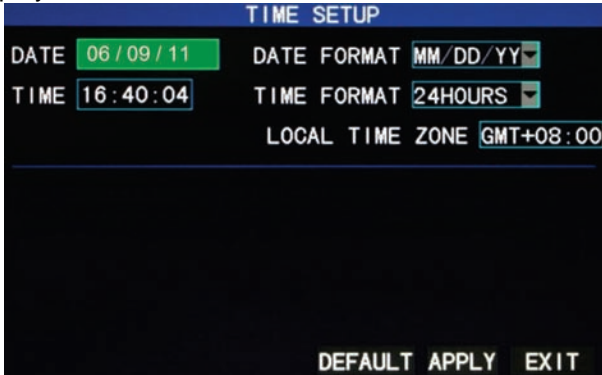 TIME SETUP
DATE 06/09/11 DATE FORMAT MM/DD/YY
TIME 16:40:04 TIME FORMAT 24HOURS
LOCAL TIME ZONE GMT+08:00
DEFAULT APPLY EXIT